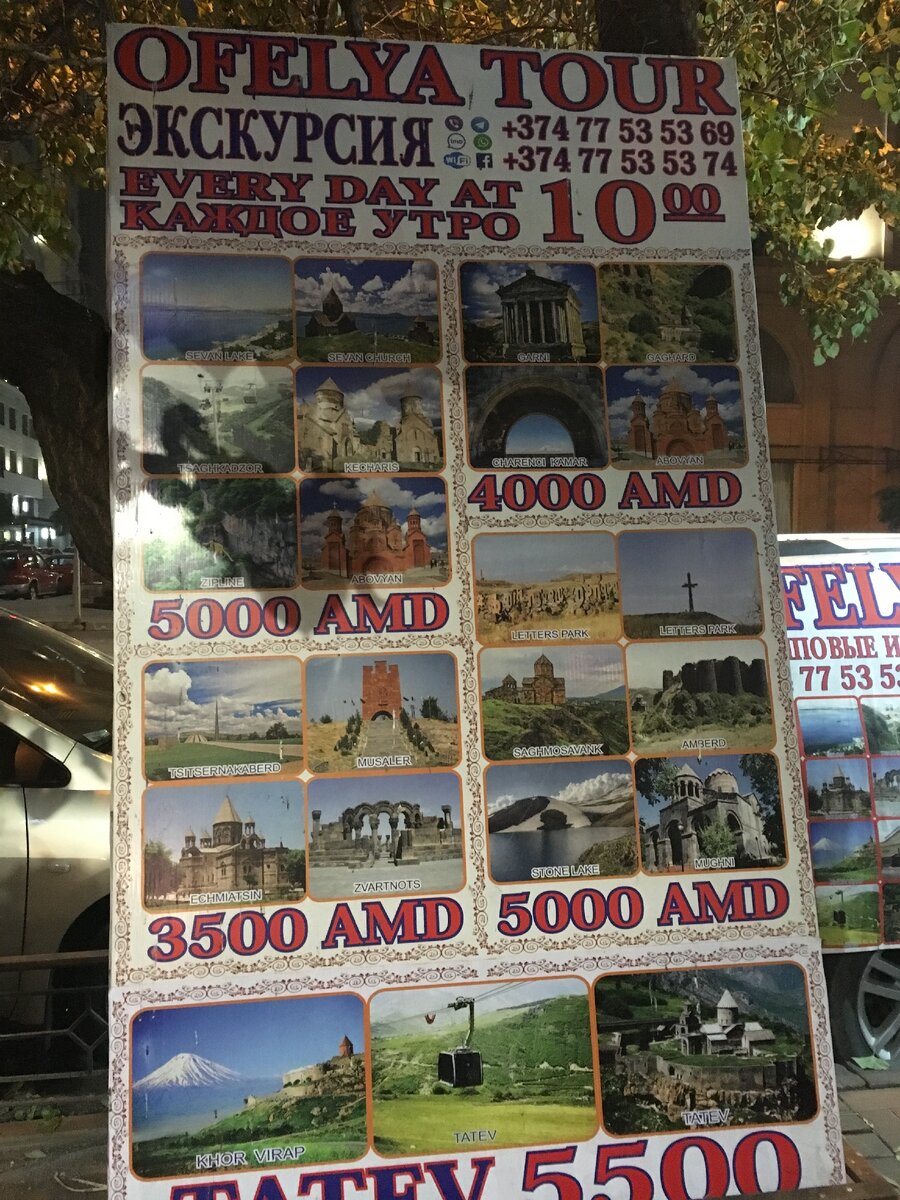 OFELYA TOUR
ЭКСКУРСИЯ
imo
WiFi
+374 77 53 53 69
+374 77 53 53 74
EVERY DAY AT
КАЖДОЕ УТРО
10 00
SEVAN LAKE
SEVAN CHURCH
TSAGHKADZOR
KECHARIS
ZIPLINE
ABOVYAN
5000 AMD
GARNI
GAGHARD
CHARENCI KAMAR
ABOVYAN
4000 AMD
TSITSERNAKABERD
MUSALER
ECHMIATSIN
ZVARTNOTS
3500 AMD
LETTERS PARK
LETTERS PARK
SAGHMOSAVANK
AMBERD
STONE LAKE
MUGHNI
5000 AMD
KHOR VIRAP
TATEV
TATEV
TATEV 5500
FELY
ПОВЫЕ И
77 53 53